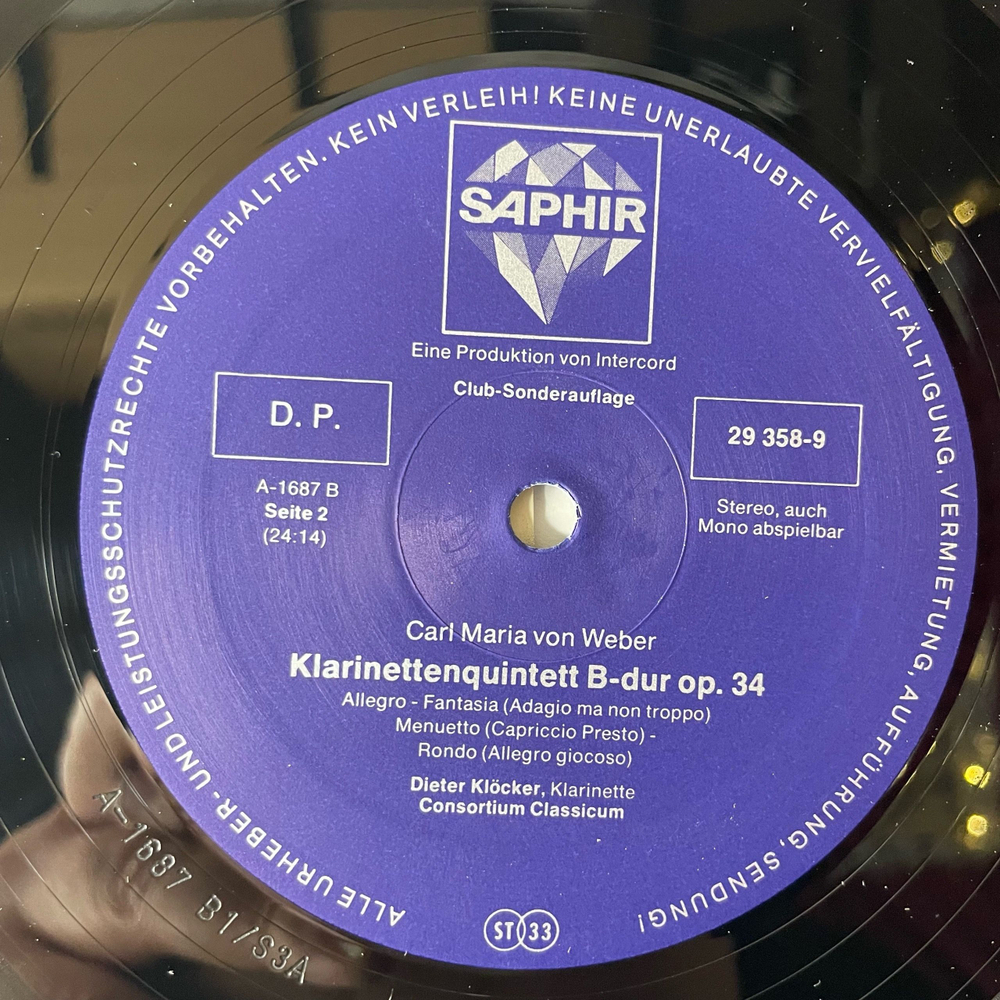 ALLE URHEBER- UND LEISTUNGSSCHUTZRECHTE VORBEHALTEN. KEIN VERLEIH! KEINE UNERLAUBTE VERVIELFÄLTIGUNG, VERMIETUNG, AUFFÜHRUNG, SENDUNG!
SAPHIR
Eine Produktion von Intercord
Club-Sonderauflage
D. P.
A-1687 B
Seite 2
(24:14)
29 358-9
Stereo, auch
Mono abspielbar
Carl Maria von Weber
Klarinettenquintett B-dur op. 34
Allegro - Fantasia (Adagio ma non troppo)
Menuetto (Capriccio Presto) -
Rondo (Allegro giocoso)
Dieter Klöcker, Klarinette
Consortium Classicum
ST 33
A-1687 B1/S3A